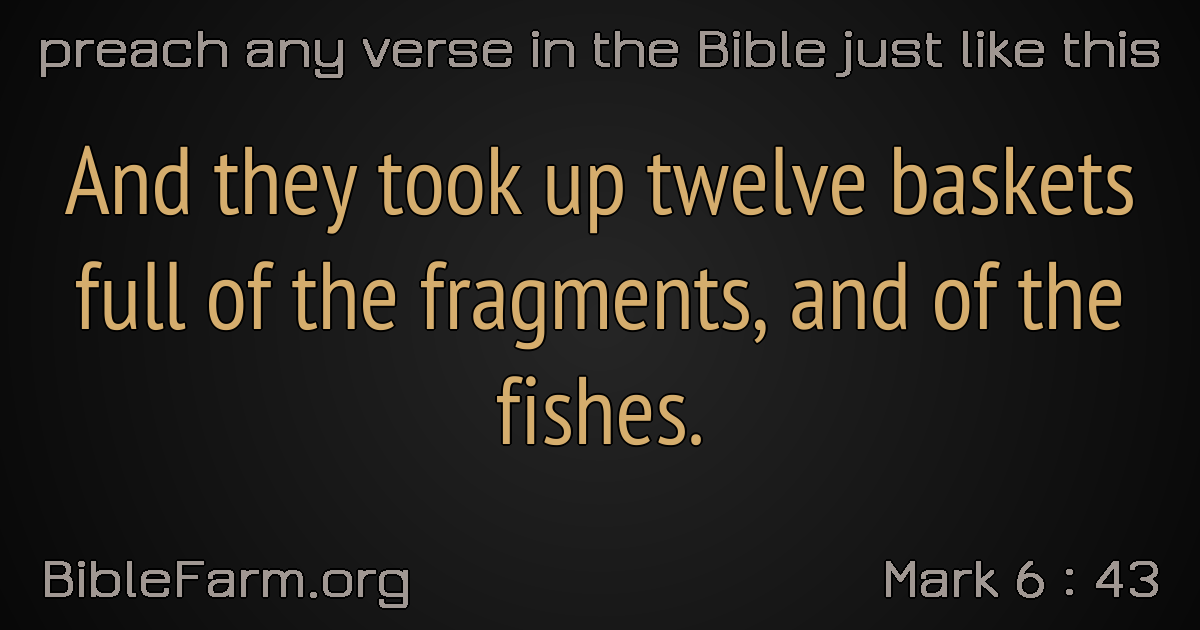 preach any verse in the Bible just like this
And they took up twelve baskets
full of the fragments, and of the
fishes.
BibleFarm.org
Mark 6 : 43